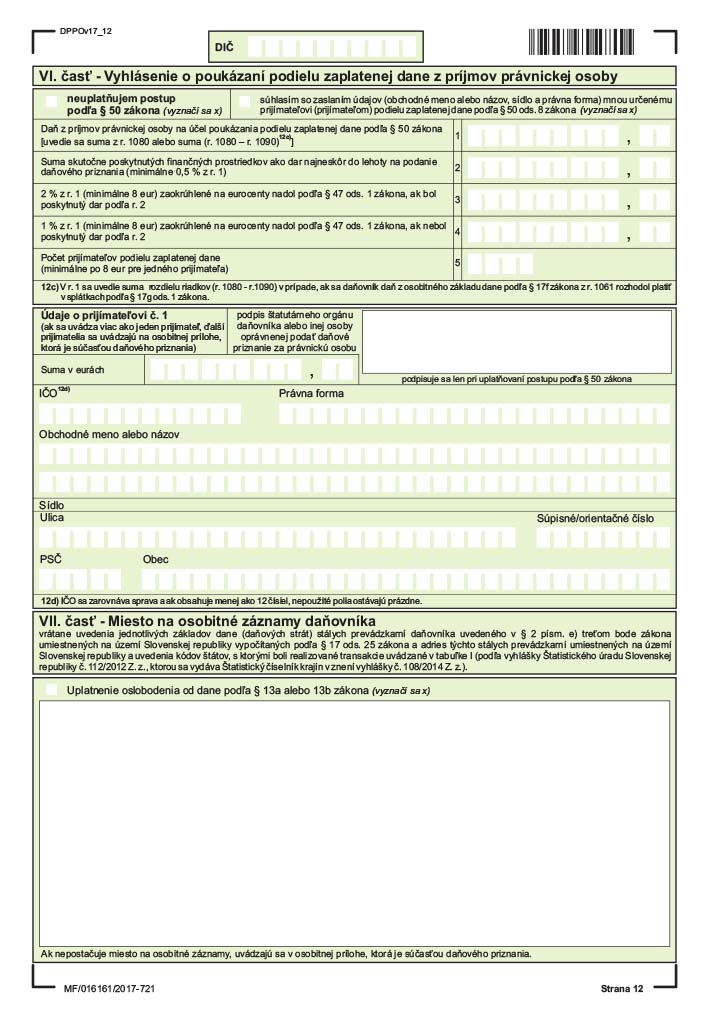 DPPOv17_12
DIČ
VI. časť - Vyhlásenie o poukázaní podielu zaplatenej dane z príjmov právnickej osoby
neuplatňujem postup
podľa § 50 zákona (vyznačí sa x)
súhlasím so zaslaním údajov (obchodné meno alebo názov, sídlo a právna forma) mnou určenému
prijímateľovi (prijímateľom) podielu zaplatenej dane podľa § 50 ods. 8 zákona (vyznačí sa x)
Daň z príjmov právnickej osoby na účel poukázania podielu zaplatenej dane podľa § 50 zákona
[uvedie sa suma z r. 1080 alebo suma (r. 1080 – r. 1090)12c)]
1 ,
Suma skutočne poskytnutých finančných prostriedkov ako dar najneskôr do lehoty na podanie
daňového priznania (minimálne 0,5 % z r. 1)
2 ,
2 % z r. 1 (minimálne 8 eur) zaokrúhlené na eurocenty nadol podľa § 47 ods. 1 zákona, ak bol
poskytnutý dar podľa r. 2
3 ,
1 % z r. 1 (minimálne 8 eur) zaokrúhlené na eurocenty nadol podľa § 47 ods. 1 zákona, ak nebol
poskytnutý dar podľa r. 2
4 ,
Počet prijímateľov podielu zaplatenej dane
(minimálne po 8 eur pre jedného prijímateľa)
5
12c) V r. 1 sa uvedie suma rozdielu riadkov (r. 1080 - r.1090) v prípade, ak sa daňovník daň z osobitného základu dane podľa § 17f zákona z r. 1061 rozhodol platiť
v splátkach podľa § 17g ods. 1 zákona.
Údaje o prijímateľovi č. 1
(ak sa uvádza viac ako jeden prijímateľ, ďalší
prijímatelia sa uvádzajú na osobitnej prílohe,
ktorá je súčasťou daňového priznania)
podpis štatutárneho orgánu
daňovníka alebo inej osoby
oprávnenej podať daňové
priznanie za právnickú osobu
Suma v eurách ,
podpisuje sa len pri uplatňovaní postupu podľa § 50 zákona
IČO12d) Právna forma
Obchodné meno alebo názov
Sídlo
Ulica Súpisné/orientačné číslo
PSČ Obec
12d) IČO sa zarovnáva sprava a ak obsahuje menej ako 12 čísiel, nepoužité polia ostávajú prázdne.
VII. časť - Miesto na osobitné záznamy daňovníka
vrátane uvedenia jednotlivých základov dane (daňových strát) stálych prevádzkarní daňovníka uvedeného v § 2 písm. e) treťom bode zákona
umiestnených na území Slovenskej republiky vypočítaných podľa § 17 ods. 25 zákona a adries týchto stálych prevádzkarní umiestnených na území
Slovenskej republiky a uvedenia kódov štátov, s ktorými boli realizované transakcie uvádzané v tabuľke I (podľa vyhlášky Štatistického úradu Slovenskej
republiky č. 112/2012 Z. z., ktorou sa vydáva Štatistický číselník krajín v znení vyhlášky č. 108/2014 Z. z.).
Uplatnenie oslobodenia od dane podľa § 13a alebo 13b zákona (vyznačí sa x)
Ak nepostačuje miesto na osobitné záznamy, uvádzajú sa v osobitnej prílohe, ktorá je súčasťou daňového priznania.
MF/016161/2017-721 Strana 12